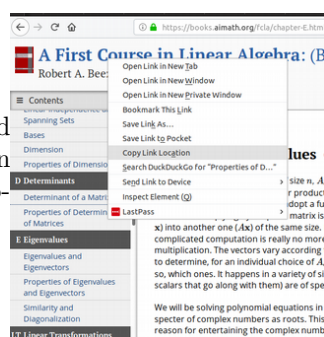 https://books.aimath.org/fcla/chapter-E.htm
A First Course in Linear Algebra: (B
Robert A. Bee
Open Link in New Tab
Open Link in New Window
Open Link in New Private Window
Bookmark This Link
Save Link As...
Save Link to Pocket
Copy Link Location
Search DuckDuckGo for "Properties of D..."
Send Link to Device
Inspect Element (Q)
LastPass
Contents
Spanning Sets
Bases
Dimension
Properties of Dimensio
D Determinants
Determinant of a Matri
Properties of Determin
of Matrices
E Eigenvalues
Eigenvalues and
Eigenvectors
Properties of Eigenvalues
and Eigenvectors
Similarity and
Diagonalization
LT Linear Transformations
d
n
-
lues
size n, A
r product
adopt a fu
matrix is
x) into another one (Ax) of the same size.
complicated computation is really no more
multiplication. The vectors vary according
to determine, for an individual choice of A,
so, which ones. It happens in a variety of si
scalars that go along with them) are of spe
We will be solving polynomial equations in
specter of complex numbers as roots. This
reason for entertaining the complex numb